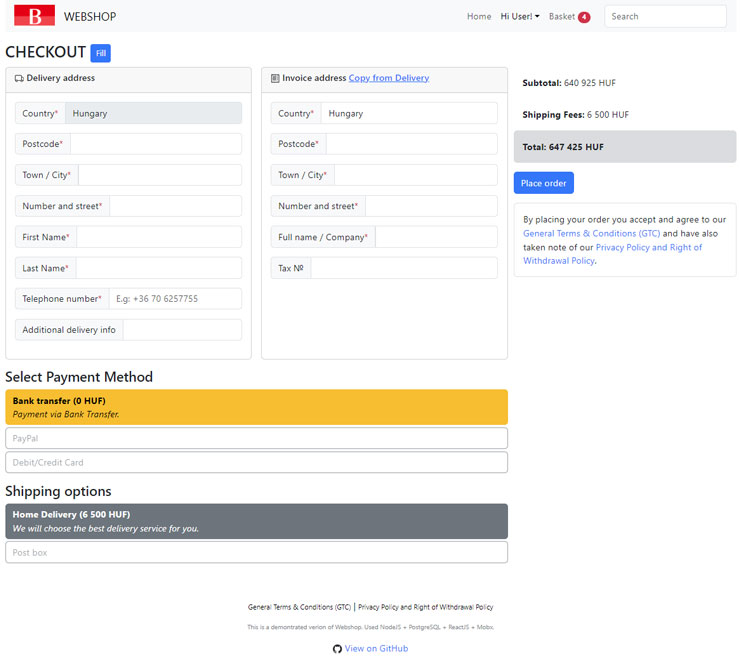 B WEBSHOP Home Hi User! Basket 4 Search
CHECKOUT Fill
Delivery address
Country* Hungary
Postcode*
Town / City*
Number and street*
First Name*
Last Name*
Telephone number* E.g: +36 70 6257755
Additional delivery info
Invoice address Copy from Delivery
Country* Hungary
Postcode*
Town / City*
Number and street*
Full name / Company*
Tax №
Subtotal: 640 925 HUF
Shipping Fees: 6 500 HUF
Total: 647 425 HUF
Place order
By placing your order you accept and agree to our
General Terms & Conditions (GTC) and have also
taken note of our Privacy Policy and Right of
Withdrawal Policy.
Select Payment Method
Bank transfer (0 HUF)
Payment via Bank Transfer.
PayPal
Debit/Credit Card
Shipping options
Home Delivery (6 500 HUF)
We will choose the best delivery service for you.
Post box
General Terms & Conditions (GTC) | Privacy Policy and Right of Withdrawal Policy
This is a demontrated verion of Webshop. Used NodeJS + PostgreSQL + ReactJS + Mobx.
View on GitHub